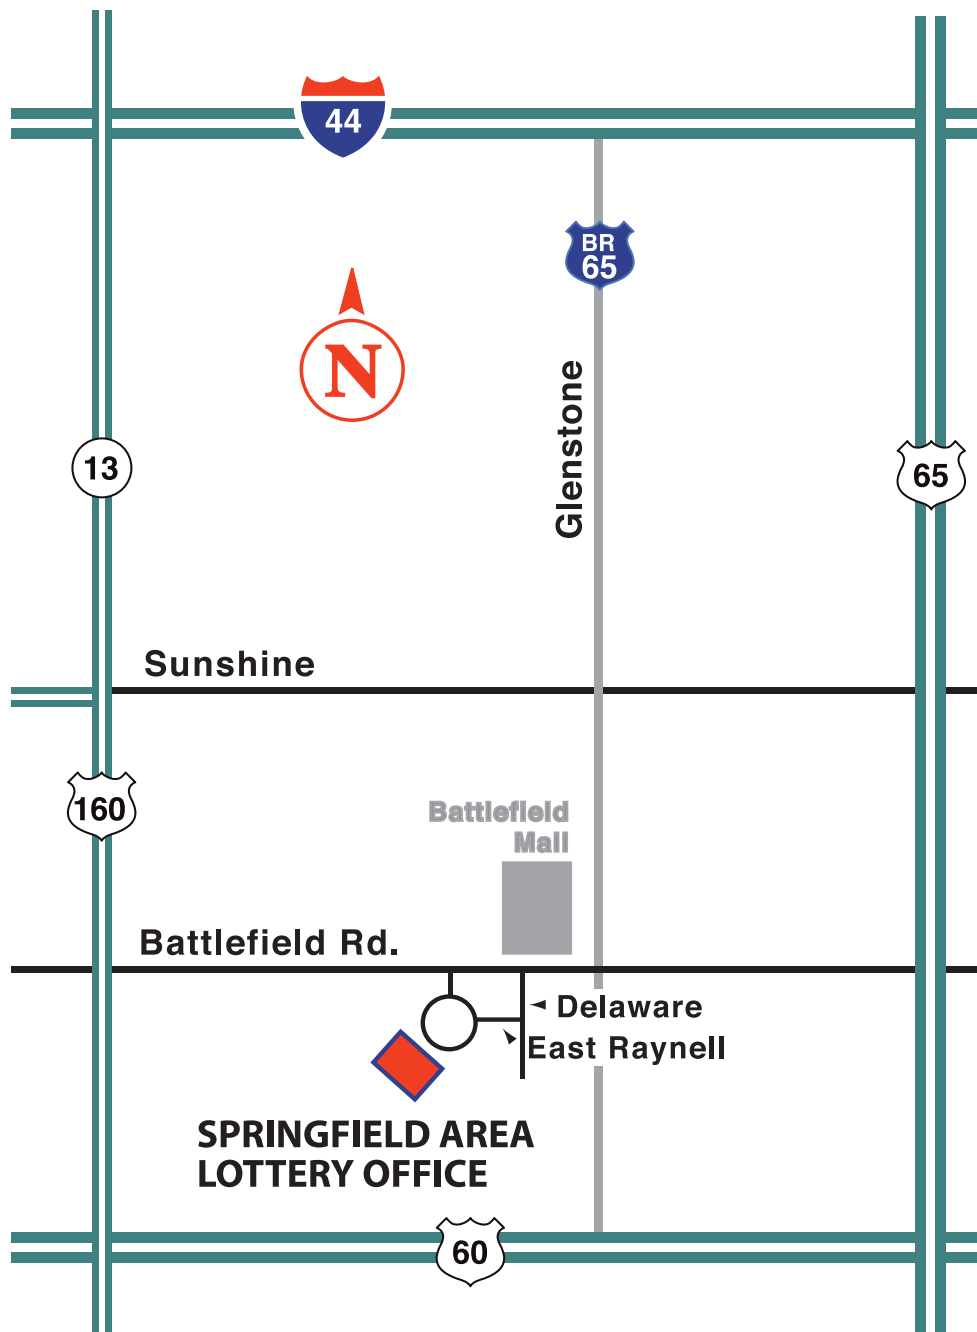 44
BR
65
N
Glenstone
13
65
Sunshine
160
Battlefield
Mall
Battlefield Rd.
Delaware
East Raynell
SPRINGFIELD AREA
LOTTERY OFFICE
60